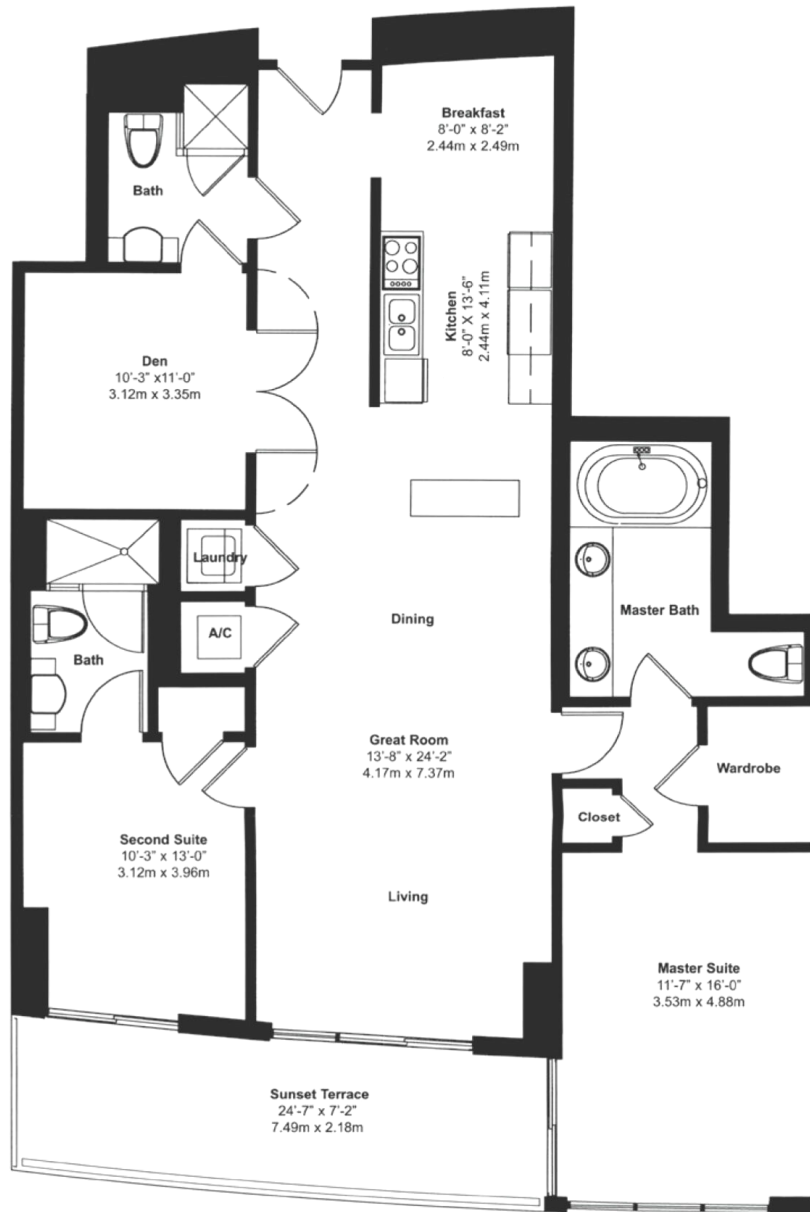 Breakfast
8'-0" x 8'-2"
2.44m x 2.49m
Bath
Kitchen
8'-0" X 13'-6"
2.44m x 4.11m
Den
10'-3" x11'-0"
3.12m x 3.35m
Laundry
A/C
Dining
Master Bath
Bath
Great Room
13'-8" x 24'-2"
4.17m x 7.37m
Wardrobe
Closet
Second Suite
10'-3" x 13'-0"
3.12m x 3.96m
Living
Master Suite
11'-7" x 16'-0"
3.53m x 4.88m
Sunset Terrace
24'-7" x 7'-2"
7.49m x 2.18m